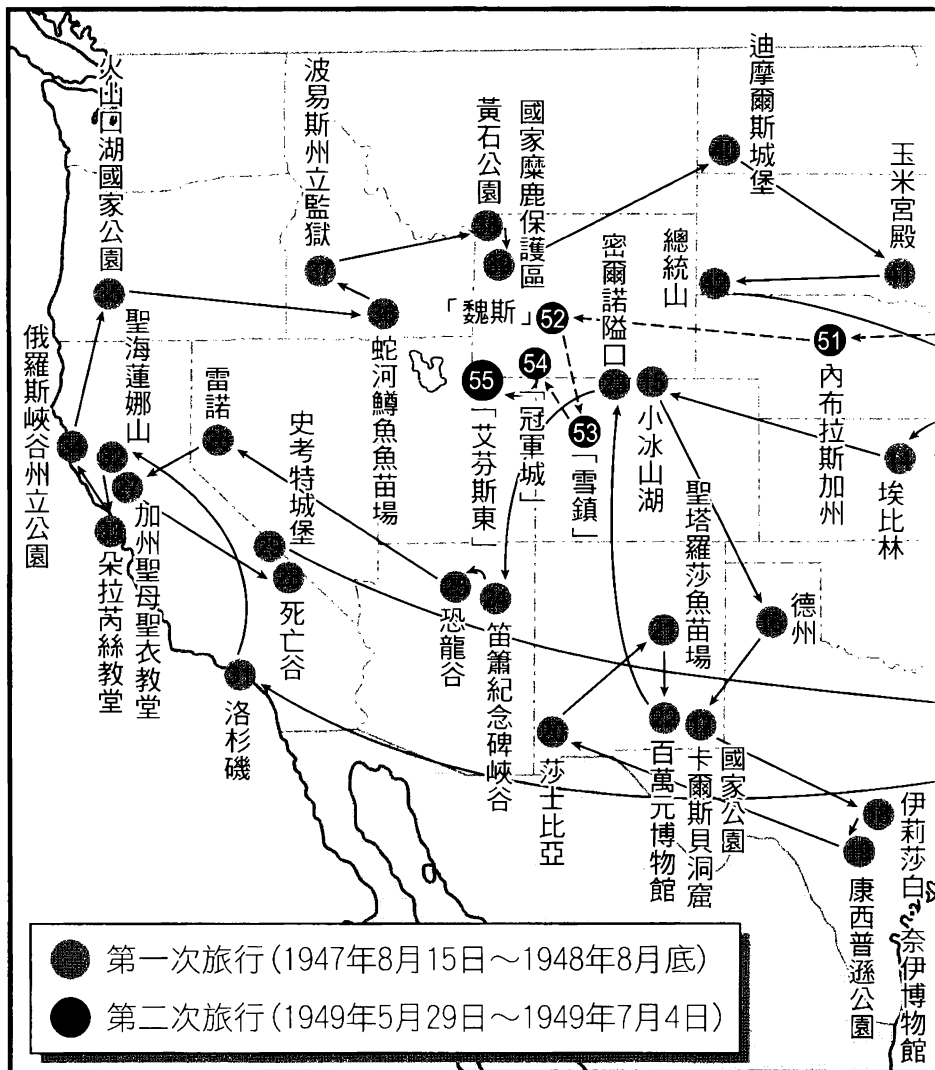 火山口湖國家公園
波易斯州立監獄
黃石公園
國家糜鹿保護區
迪摩爾斯城堡
玉米宮殿
總統山
密爾諾隘口
「魏斯」
52
51
54
55
53
「冠軍城」
「艾芬斯東」
「雪鎮」
小冰山湖
內布拉斯加州
埃比林
蛇河鱒魚魚苗場
俄羅斯峽谷州立公園
聖海蓮娜山
雷諾
史考特城堡
加州聖母聖衣教堂
朵拉芮絲教堂
死亡谷
洛杉磯
恐龍谷
笛簫紀念碑峽谷
聖塔羅莎魚苗場
德州
莎士比亞
百萬元博物館
卡爾斯貝洞窟
國家公園
伊莉莎白・奈伊博物館
康西普遜公園
第一次旅行(1947年8月15日～1948年8月底)
第二次旅行(1949年5月29日～1949年7月4日)